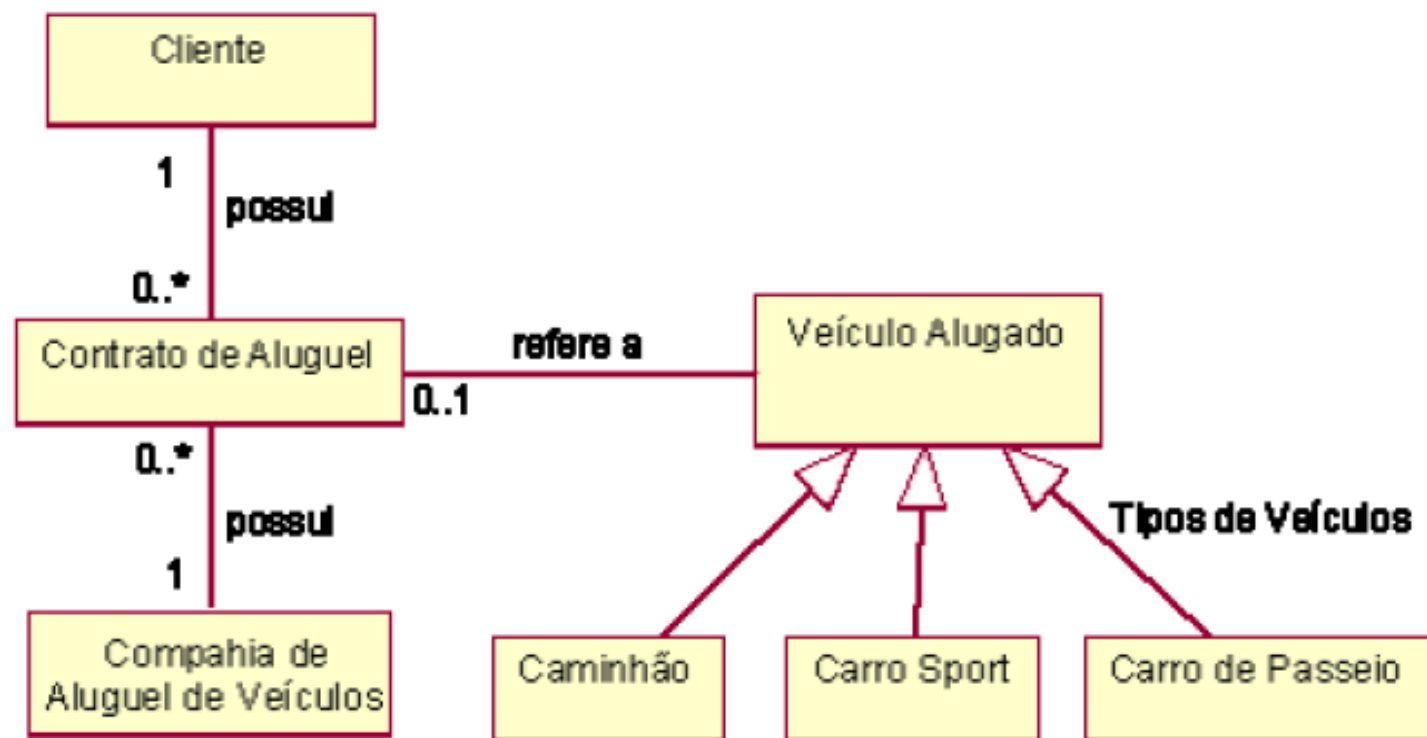 Cliente
1
possui
0..*
Contrato de Aluguel
0..1
refere a
Veículo Alugado
0..*
possui
1
Tipos de Veículos
Compahia de
Aluguel de Veículos
Caminhão
Carro Sport
Carro de Passeio